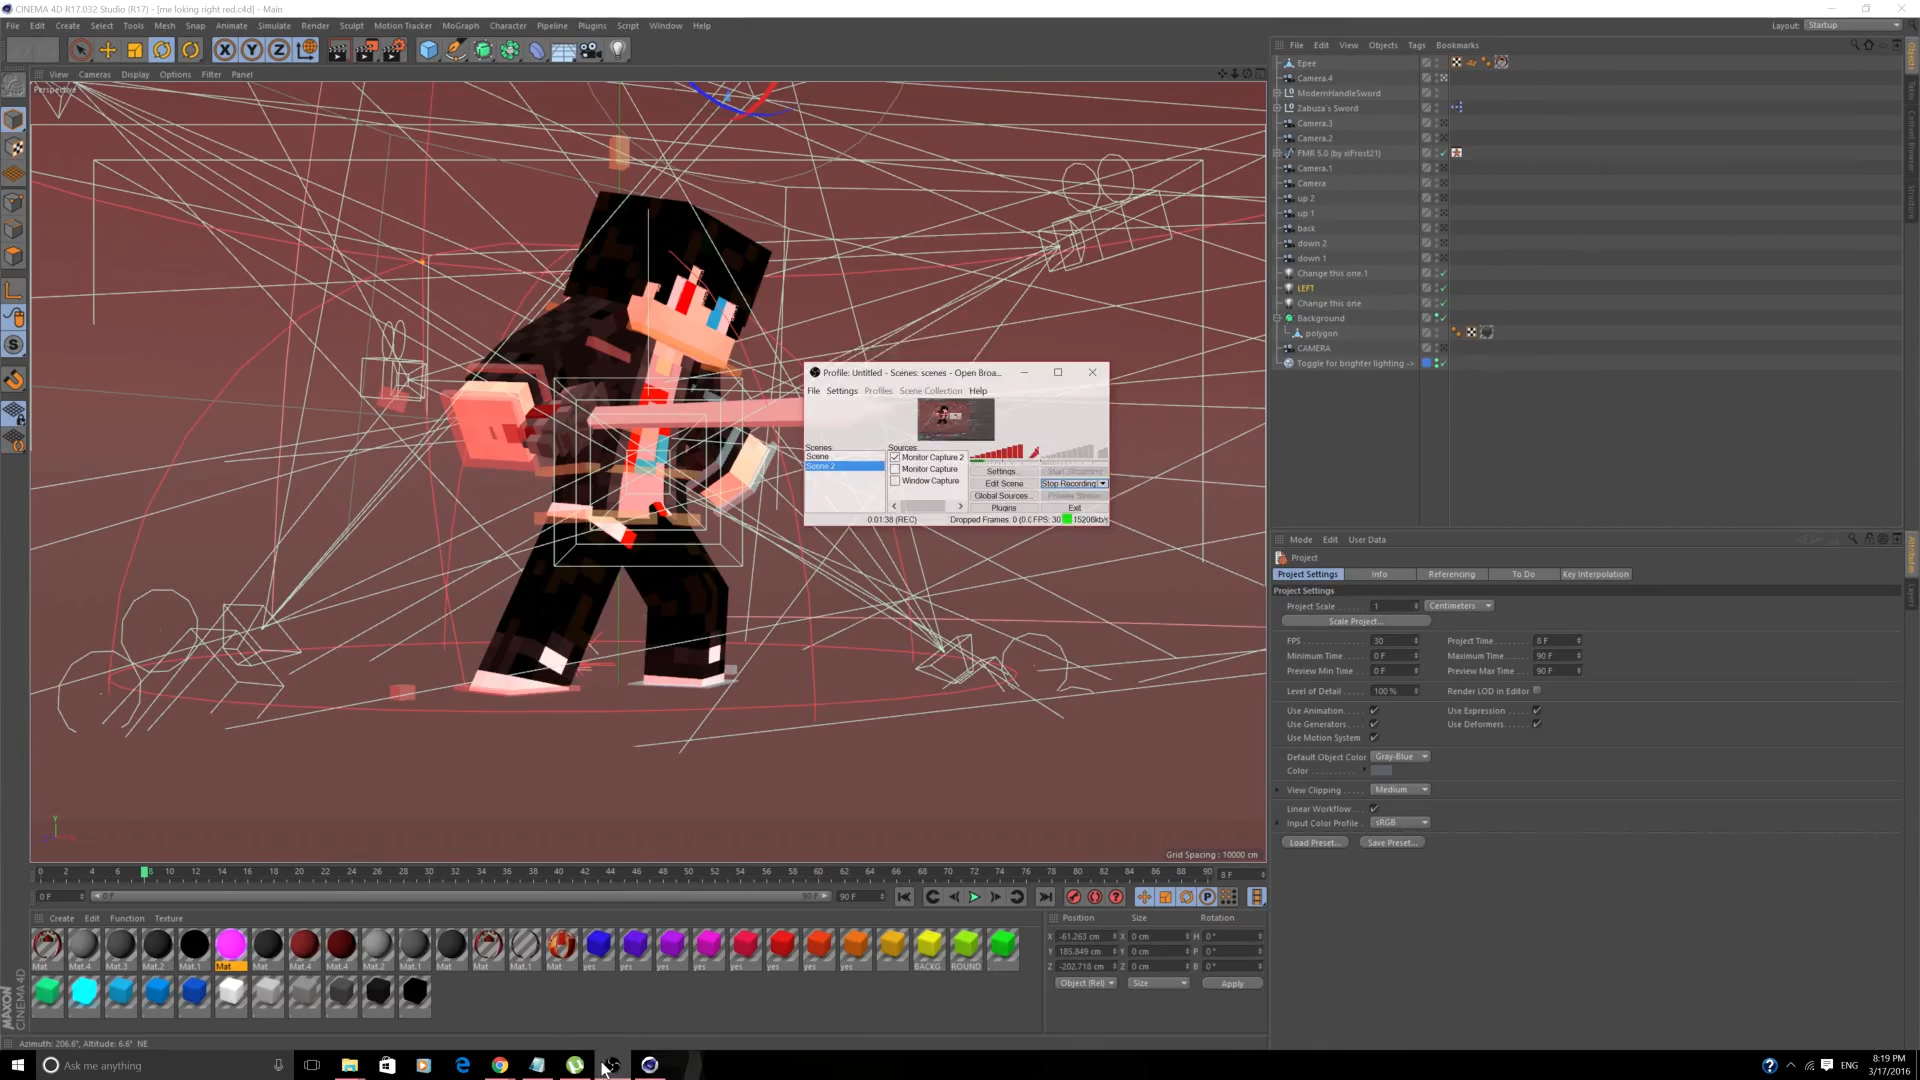 CINEMA 4D R17.032 Studio (R17) - [me loking right red.c4d] - Main
File Edit Create Select Tools Mesh Snap Animate Simulate Render Sculpt Motion Tracker MoGraph Character Pipeline Plugins Script Window Help
Layout: Startup
View Cameras Display Options Filter Panel
Perspective
File Edit View Objects Tags Bookmarks
Epee
Camera.4
ModernHandleSword
Zabuza's Sword
Camera.3
Camera.2
FMR 5.0 (by xiFrost21)
Camera.1
Camera
up 2
up 1
back
down 2
down 1
Change this one.1
LEFT
Change this one
Background
polygon
CAMERA
Toggle for brighter lighting ->
Objects
Takes
Content Browser
Structure
Profile: Untitled - Scenes: scenes - Open Broa...
File Settings Profiles Scene Collection Help
Scenes: Sources:
Scene
Scene 2
Monitor Capture 2
Monitor Capture
Window Capture
Settings... Start Streaming
Edit Scene Stop Recording
Global Sources... Preview Stream
Plugins Exit
0:01:38 (REC) Dropped Frames: 0 (0.0 FPS: 30 15206kb/s
Mode Edit User Data
Project
Project Settings Info Referencing To Do Key Interpolation
Project Settings
Project Scale 1 Centimeters
Scale Project...
FPS 30 Project Time 8 F
Minimum Time 0 F Maximum Time 90 F
Preview Min Time 0 F Preview Max Time 90 F
Level of Detail 100 % Render LOD in Editor
Use Animation Use Expression
Use Generators Use Deformers
Use Motion System
Default Object Color Gray-Blue
Color
View Clipping Medium
Linear Workflow
Input Color Profile sRGB
Load Preset... Save Preset...
Attributes
Layers
Grid Spacing : 10000 cm
0 2 4 6 8 10 12 14 16 18 20 22 24 26 28 30 32 34 36 38 40 42 44 46 48 50 52 54 56 58 60 62 64 66 68 70 72 74 76 78 80 82 84 86 88 90 8 F
0 F 0 F 90 F 90 F
Create Edit Function Texture
Mat Mat.4 Mat.3 Mat.2 Mat.1 Mat Mat Mat.4 Mat.4 Mat.2 Mat.1 Mat Mat Mat.1 Mat yes yes yes yes yes yes yes yes BACKG ROUND
Position Size Rotation
X -61.263 cm X 0 cm H 0 °
Y 185.849 cm Y 0 cm P 0 °
Z -202.718 cm Z 0 cm B 0 °
Object (Rel) Size Apply
MAXON
CINEMA 4D
Azimuth: 206.6°, Altitude: 6.6° NE
Ask me anything
ENG
8:19 PM
3/17/2016